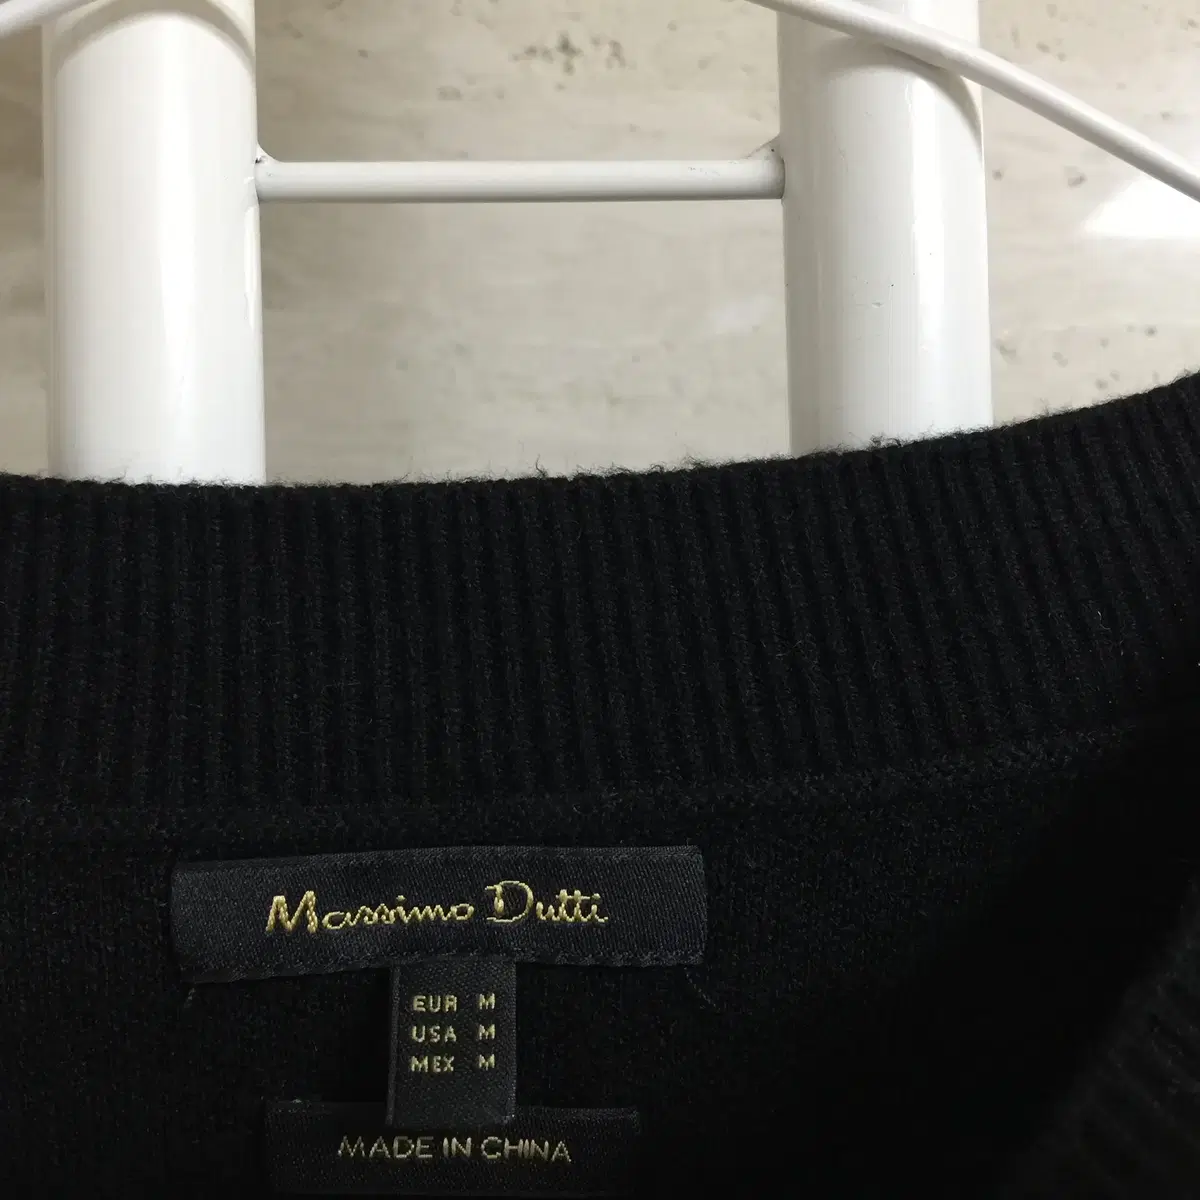 Massimo Dutti
EUR M
USA M
MEX M
MADE IN CHINA